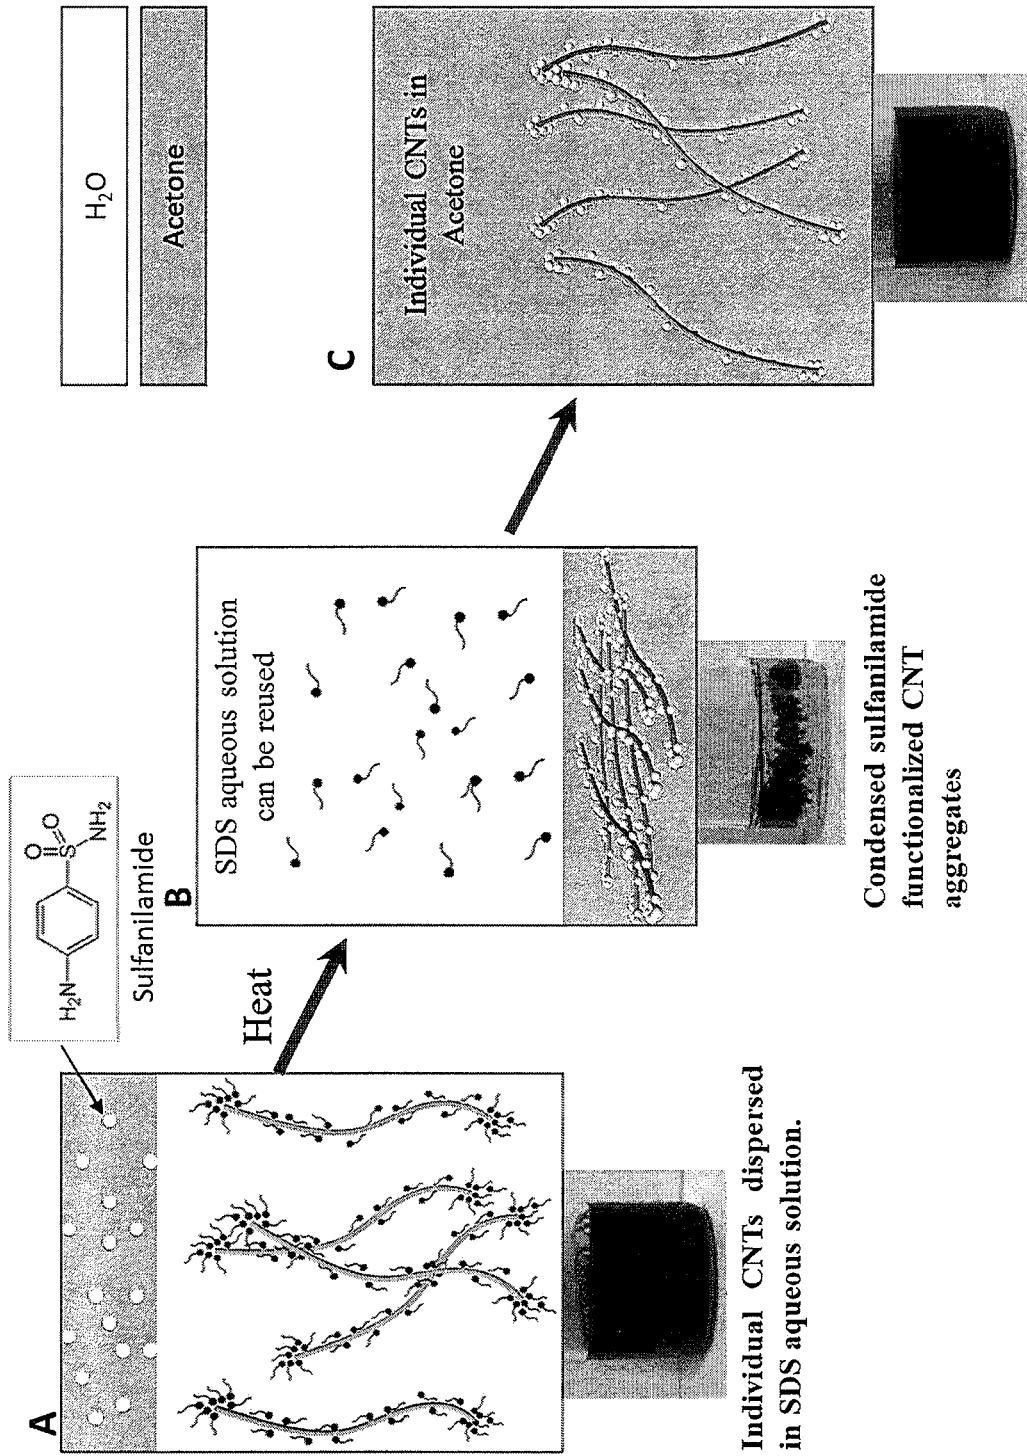 H₂O
Acetone
H₂N
O
O
S
NH₂
Sulfanilamide
A
Individual CNTs dispersed
in SDS aqueous solution.
Heat
B
SDS aqueous solution
can be reused
Condensed sulfanilamide
functionalized CNT
aggregates
C
Individual CNTs in
Acetone